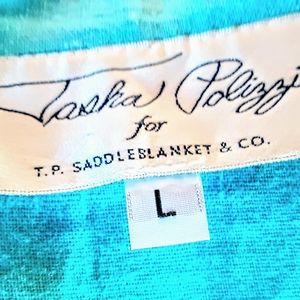 Tasha Polizzi
for
T.P. SADDLEBLANKET & CO.
L